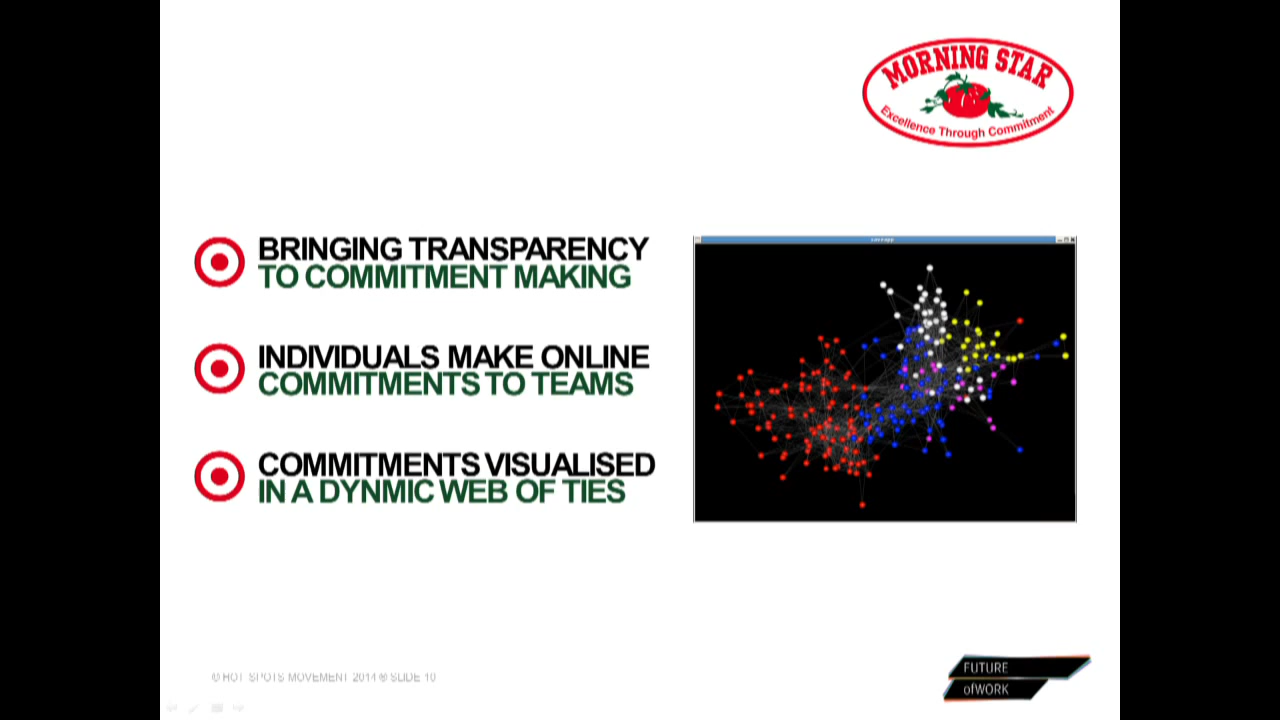 MORNING STAR
Excellence Through Commitment
BRINGING TRANSPARENCY
TO COMMITMENT MAKING
INDIVIDUALS MAKE ONLINE
COMMITMENTS TO TEAMS
COMMITMENTS VISUALISED
IN A DYNMIC WEB OF TIES
© HOT SPOTS MOVEMENT 2014 ® SLIDE 10
FUTURE
ofWORK